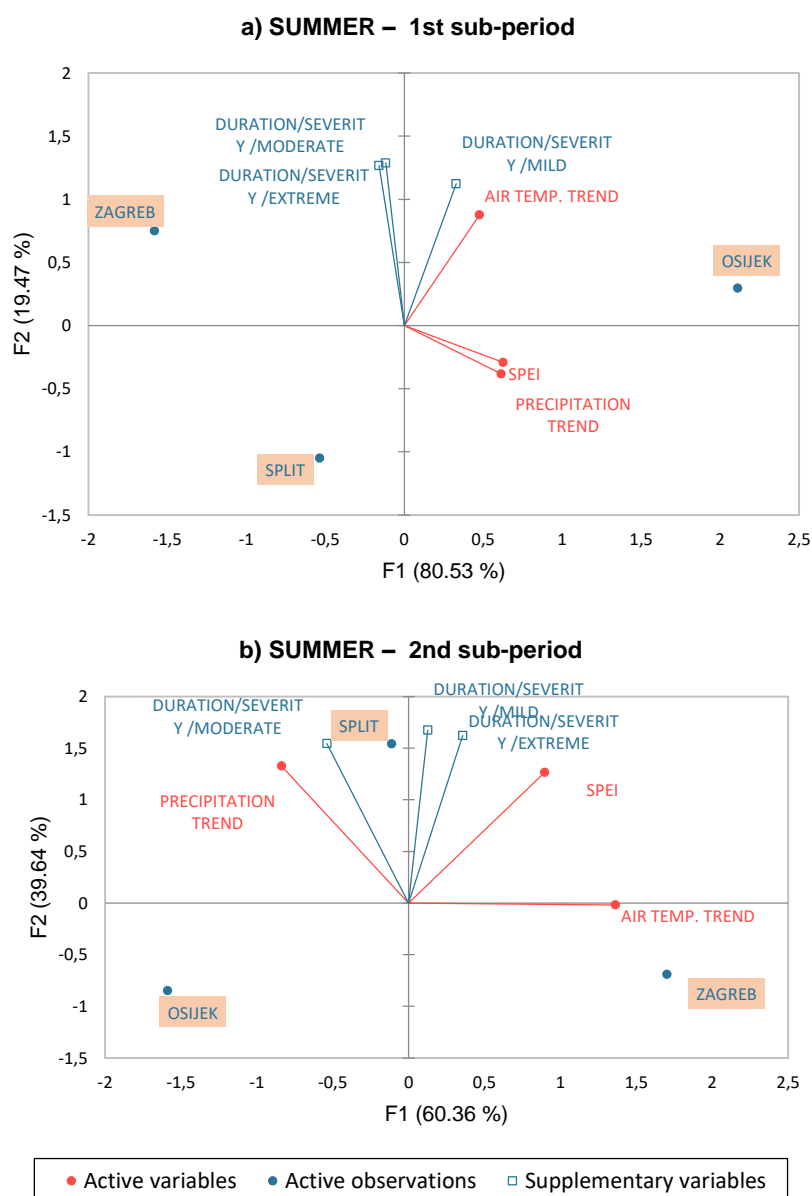 a) SUMMER – 1st sub-period
2
1,5
1
0,5
0
-0,5
-1
-1,5
F2 (19.47 %)
DURATION/SEVERIT
Y /MODERATE
DURATION/SEVERIT
Y /EXTREME
DURATION/SEVERIT
Y /MILD
AIR TEMP. TREND
ZAGREB
OSIJEK
SPEI
PRECIPITATION
TREND
SPLIT
-2 -1,5 -1 -0,5 0 0,5 1 1,5 2 2,5
F1 (80.53 %)
b) SUMMER – 2nd sub-period
2
1,5
1
0,5
0
-0,5
-1
-1,5
F2 (39.64 %)
DURATION/SEVERIT
Y /MODERATE
SPLIT
DURATION/SEVERIT
Y /MILD
DURATION/SEVERIT
Y /EXTREME
PRECIPITATION
TREND
SPEI
AIR TEMP. TREND
ZAGREB
OSIJEK
-2 -1,5 -1 -0,5 0 0,5 1 1,5 2 2,5
F1 (60.36 %)
Active variables Active observations Supplementary variables